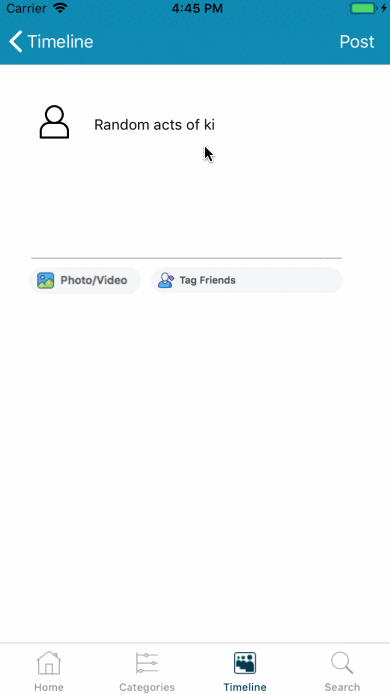 Carrier 4:45 PM
Timeline Post
Random acts of ki
Photo/Video Tag Friends
Home Categories Timeline Search